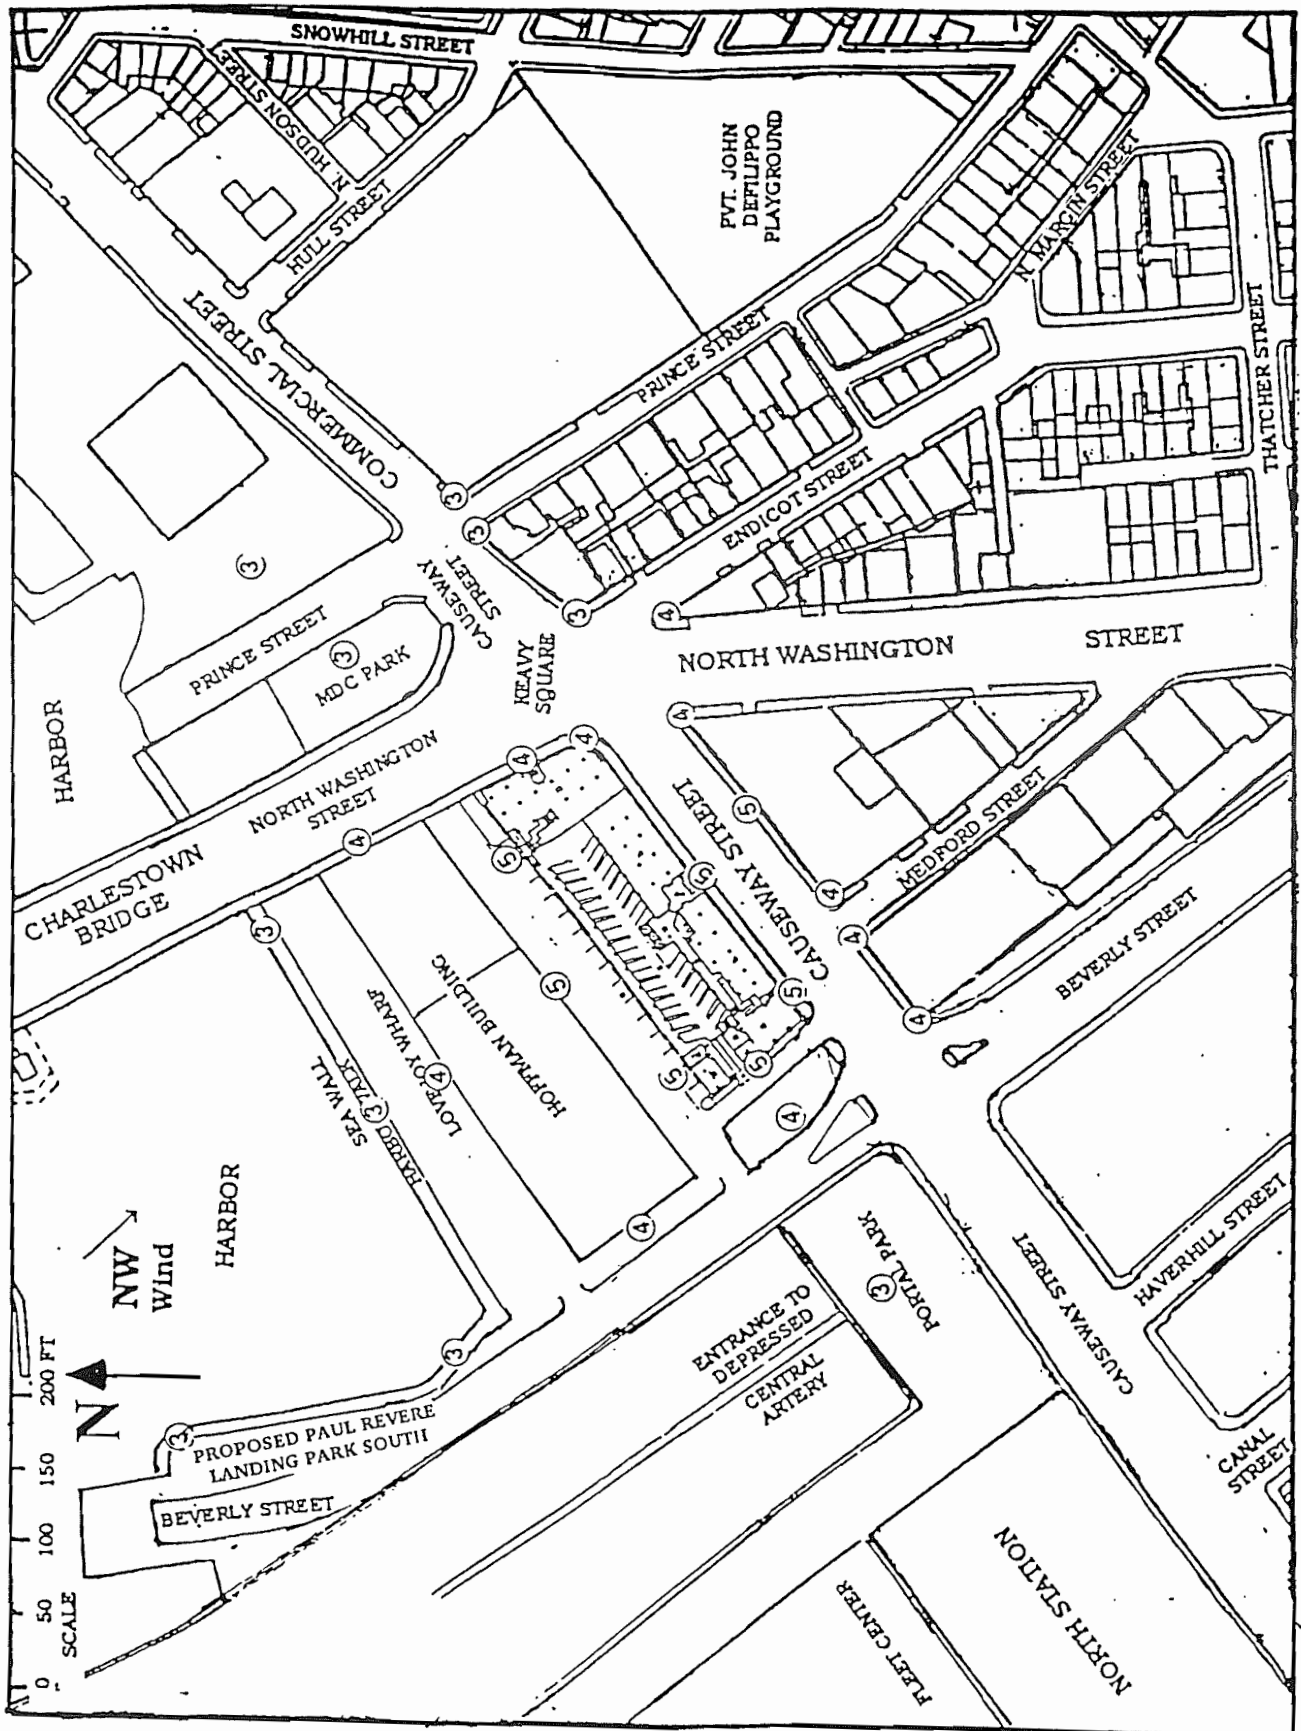 SNOWHILL STREET
N. HUDSON STREET
HULL STREET
PVT. JOHN
DEFILIPPO
PLAYGROUND
N. MARGIN STREET
THATCHER STREET
COMMERCIAL STREET
PRINCE STREET
ENDICOT STREET
3
3
3
3
4
CAUSEWAY
STREET
PRINCE STREET
3
MDC PARK
KEAVY
SQUARE
NORTH WASHINGTON STREET
HARBOR
NORTH WASHINGTON
STREET
CHARLESTOWN
BRIDGE
4
4
4
4
5
5
5
4
4
4
CAUSEWAY STREET
MEDFORD STREET
BEVERLY STREET
3
5
5
5
5
HOFFMAN BUILDING
LOVEJOY WHARF
4
HARBO 3 WALK
SEA WALL
4
4
HARBOR
NW
Wind
N
3
3
PROPOSED PAUL REVERE
LANDING PARK SOUTH
BEVERLY STREET
ENTRANCE TO
DEPRESSED
CENTRAL
ARTERY
PORTAL PARK
3
CAUSEWAY STREET
HAVERHILL STREET
CANAL
STREET
NORTH STATION
FLEET CENTER
0 50 100 150 200 FT
SCALE